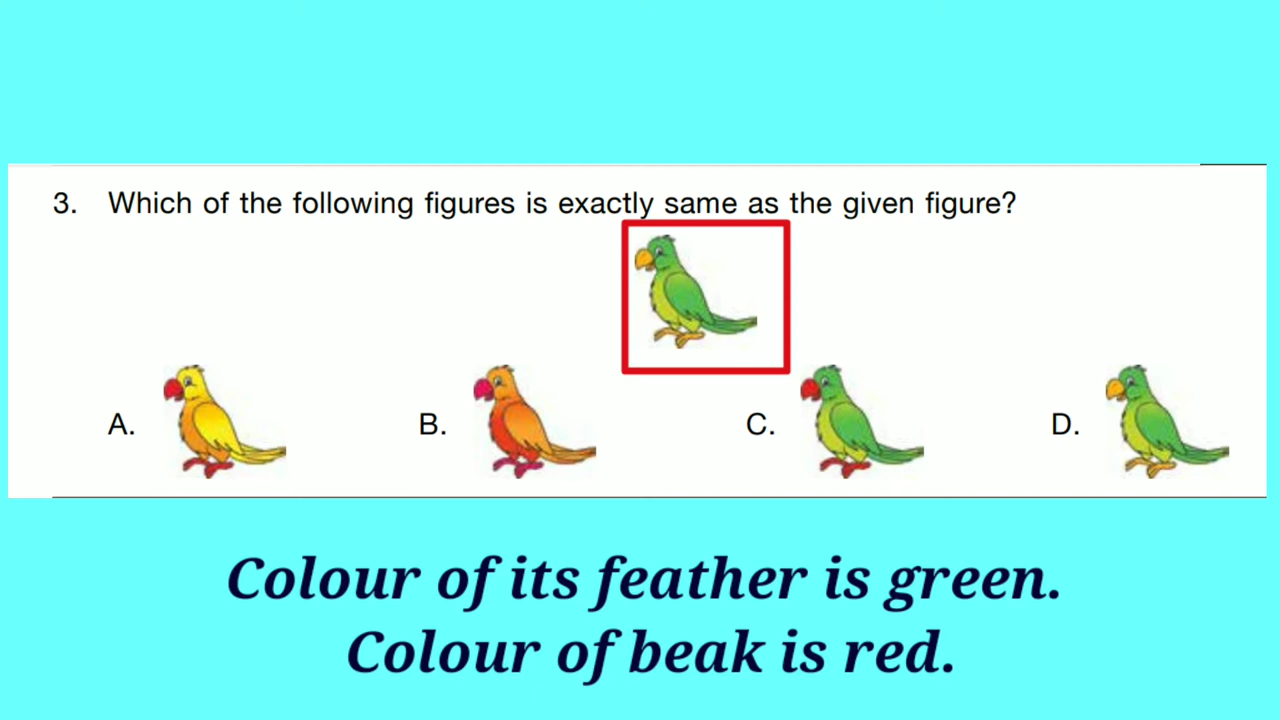 3. Which of the following figures is exactly same as the given figure?
A. B. C. D.
Colour of its feather is green.
Colour of beak is red.